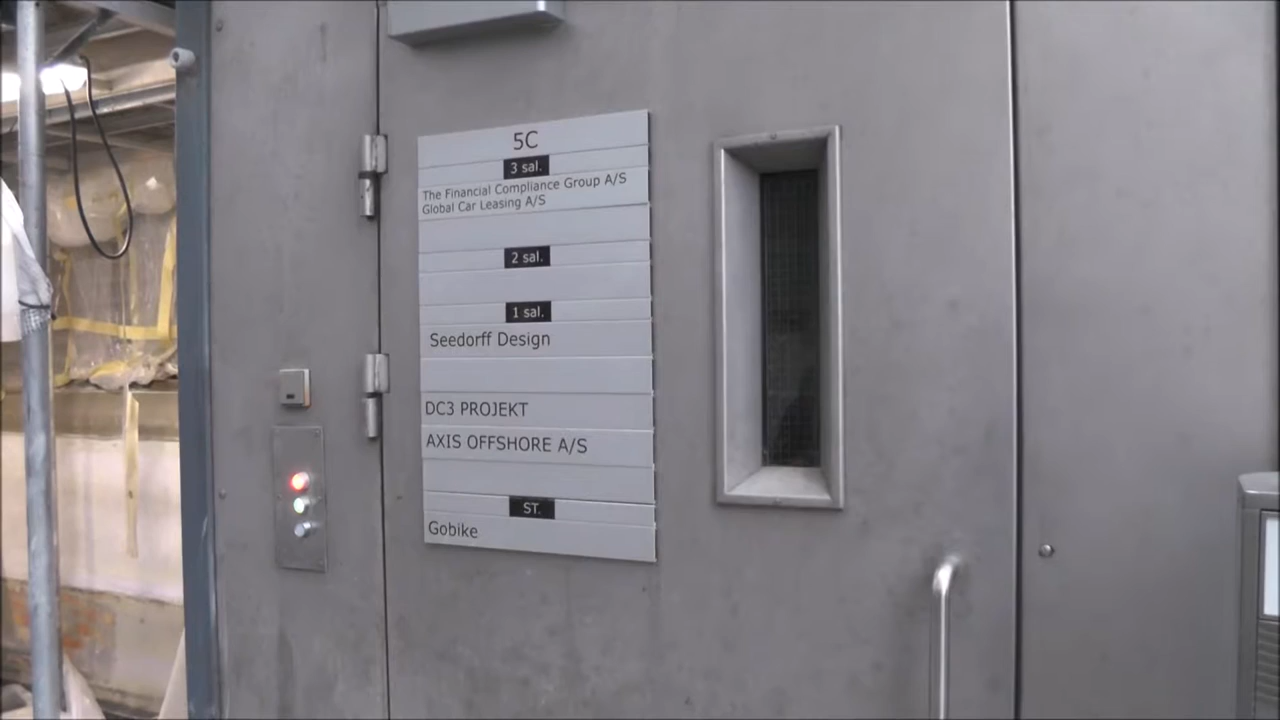 5C
3 sal.
The Financial Compliance Group A/S
Global Car Leasing A/S
2 sal.
1 sal.
Seedorff Design
DC3 PROJEKT
AXIS OFFSHORE A/S
ST.
Gobike